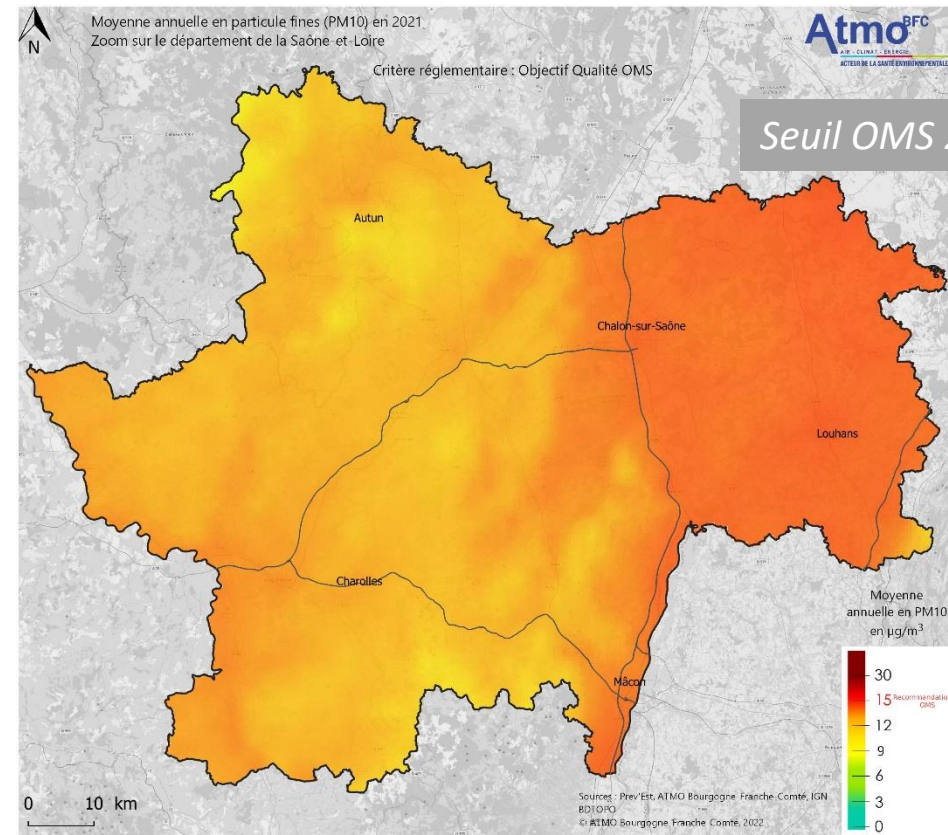 Moyenne annuelle en particule fines (PM10) en 2021
Zoom sur le département de la Saône-et-Loire
N
Critère réglementaire : Objectif Qualité OMS
Atmo BFC
AIR - CLIMAT - ENERGIE
ACTEUR DE LA SANTÉ ENVIRONNEMENTALE
Seuil OMS
Autun
Chalon-sur-Saône
Louhans
Charolles
Mâcon
Moyenne
annuelle en PM10
en µg/m³
30
15 Recommandation
OMS
12
9
6
3
0
0 10 km
Sources : Prev'Est, ATMO Bourgogne-Franche-Comté, IGN
BDTOPO
© ATMO Bourgogne-Franche-Comté, 2022